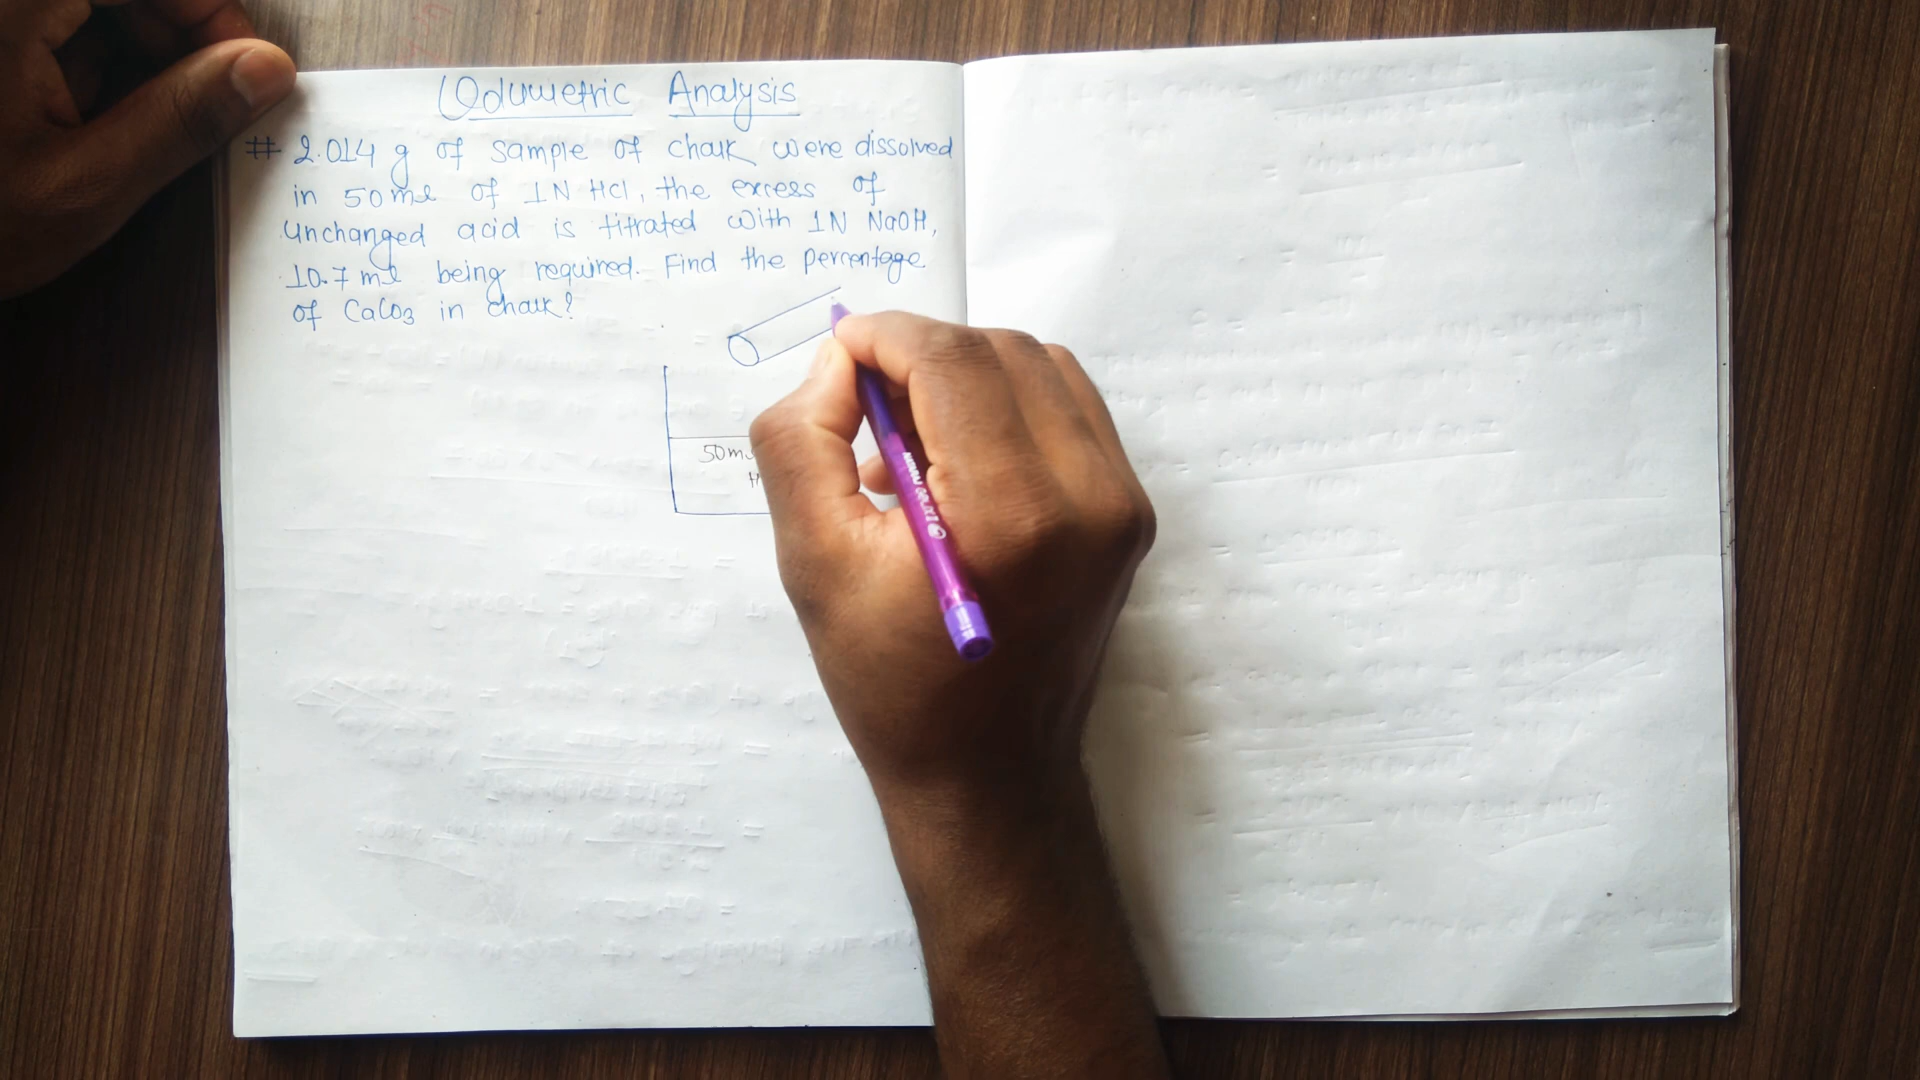 Volumetric Analysis
# 2.014 g of sample of chalk were dissolved
in 50 ml of 1N HCl, the excess of
Unchanged acid is titrated with 1N NaOH,
10.7 ml being required. Find the percentage
of CaCO3 in chalk?
50ml
H